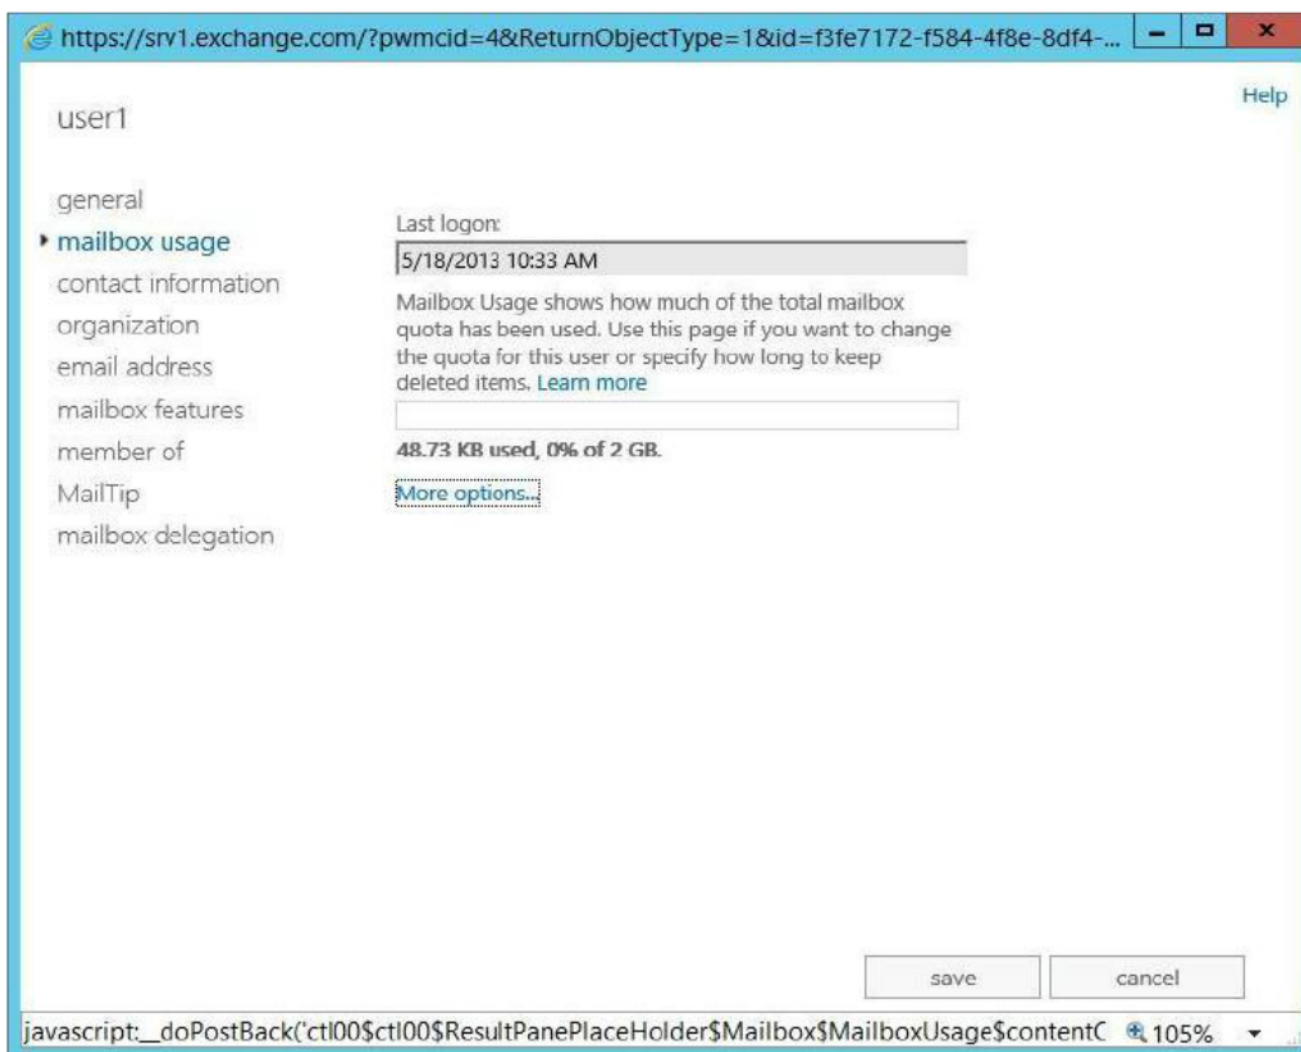 https://srv1.exchange.com/?pwmcid=4&ReturnObjectType=1&id=f3fe7172-f584-4f8e-8df4-...
Help
user1
general
mailbox usage
contact information
organization
email address
mailbox features
member of
MailTip
mailbox delegation
Last logon:
5/18/2013 10:33 AM
Mailbox Usage shows how much of the total mailbox
quota has been used. Use this page if you want to change
the quota for this user or specify how long to keep
deleted items. Learn more
48.73 KB used, 0% of 2 GB.
More options...
save
cancel
javascript:__doPostBack('ctl00$ctl00$ResultPanePlaceHolder$Mailbox$MailboxUsage$contentC
105%